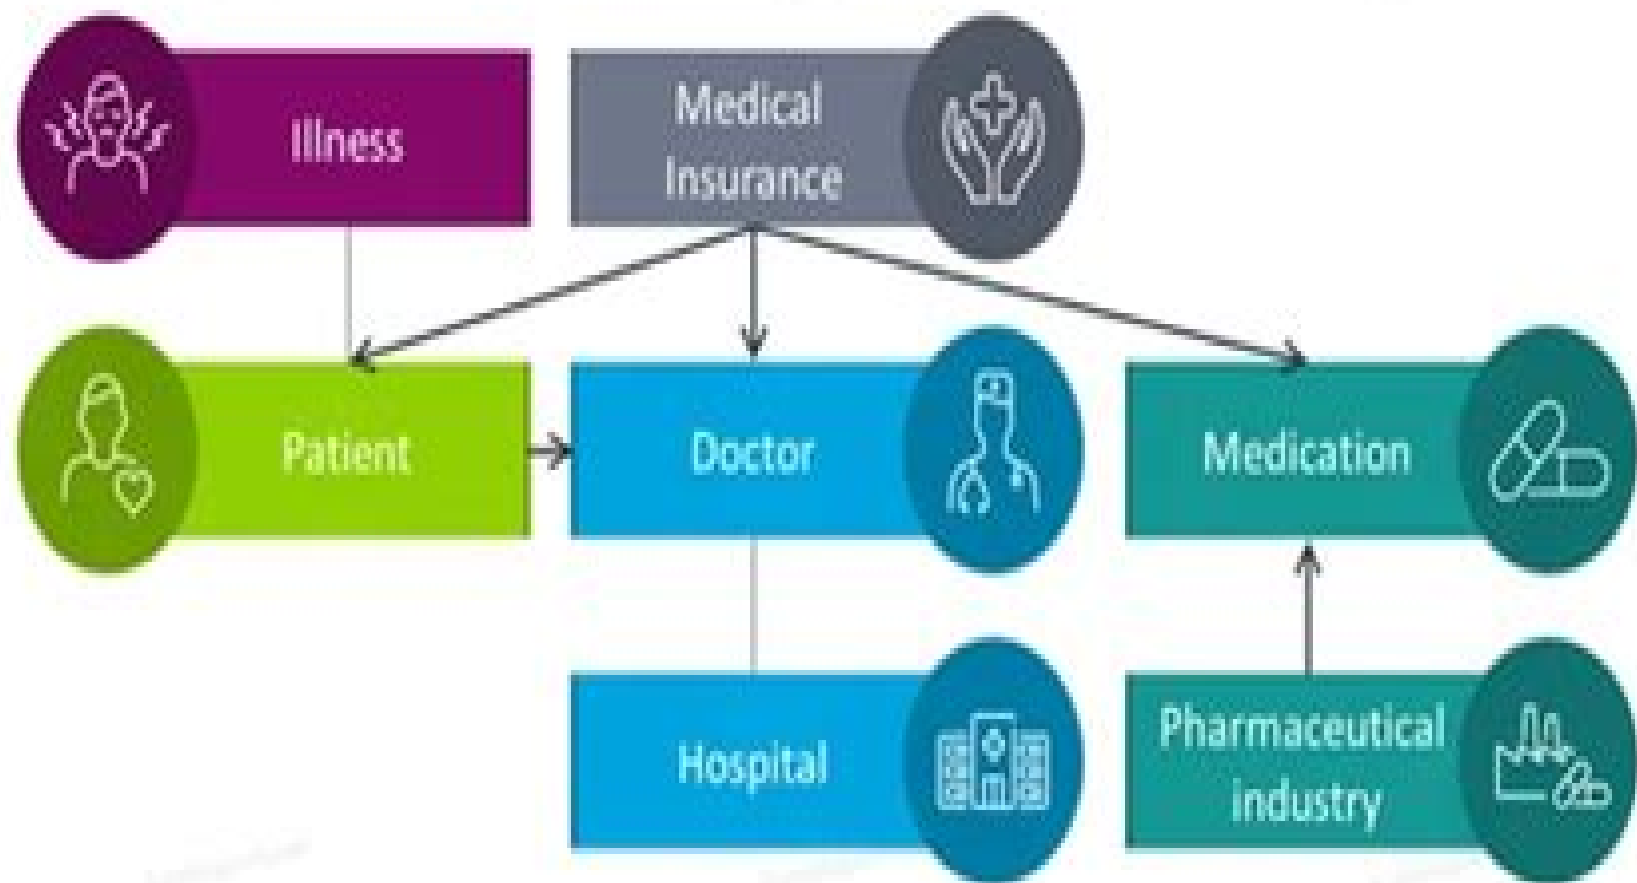 Illness
Medical
Insurance
Patient
Doctor
Medication
Hospital
Pharmaceutical
industry